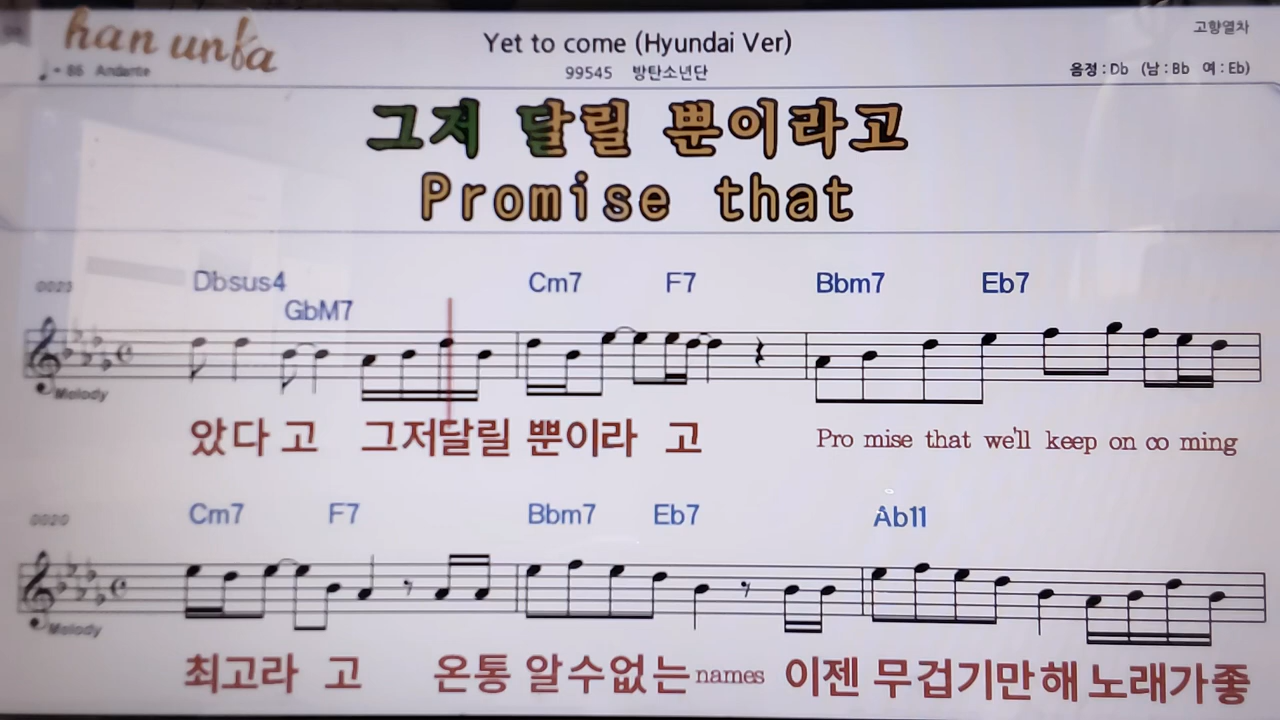 han unfa
Yet to come (Hyundai Ver)
고향열차
♩= 86 Andante
99545 방탄소년단
음정 : Db (남 : Bb 여 : Eb)
그저 달릴 뿐이라고
Promise that
0023
Dbsus4 GbM7 Cm7 F7 Bbm7 Eb7
Melody
았다 고 그저달릴 뿐이라 고 Pro mise that we'll keep on co ming
0020
Cm7 F7 Bbm7 Eb7 Ab11
Melody
최고라 고 온통 알수없는 names 이젠 무겁기만해 노래가좋